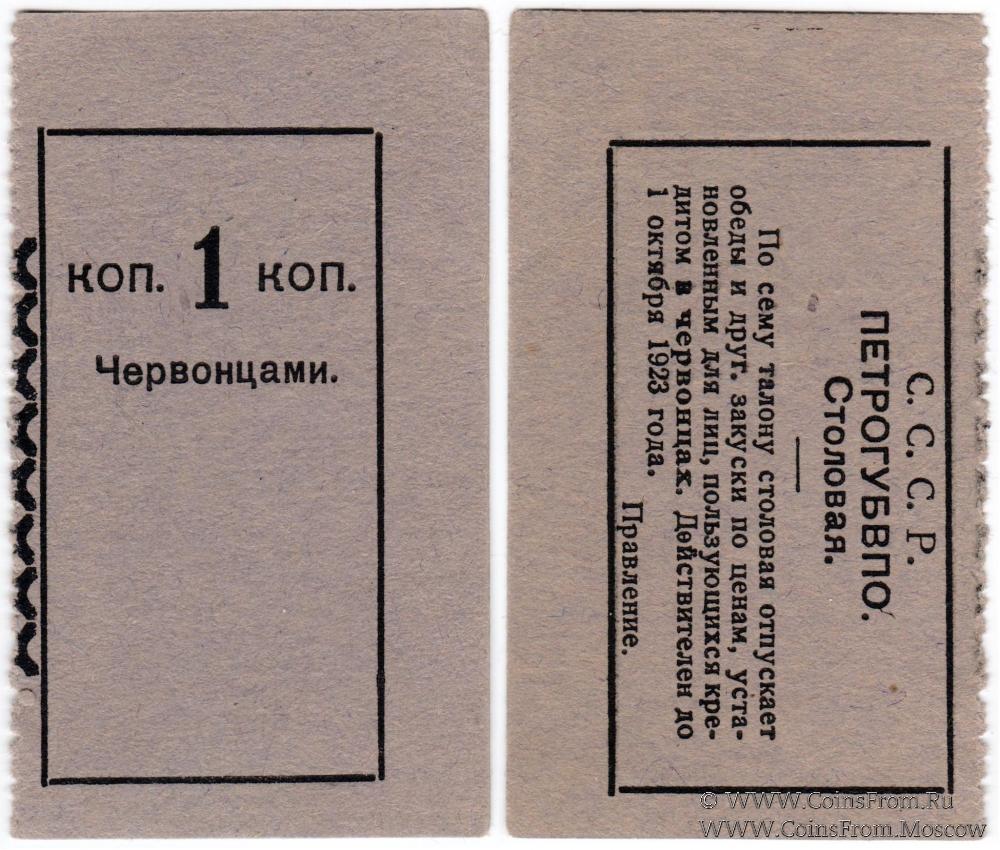 КОП. 1 КОП.
Червонцами.
С. С. С. Р.
ПЕТРОГУБВПО.
Столовая.
По сему талону столовая отпускает
обеды и друг. закуски по ценам, уста-
новленным для лиц, пользующихся кре-
дитом в червонцах. Действителен до
1 октября 1923 года.
Правление.
© WWW.CoinsFrom.Ru
WWW.CoinsFrom.Moscow